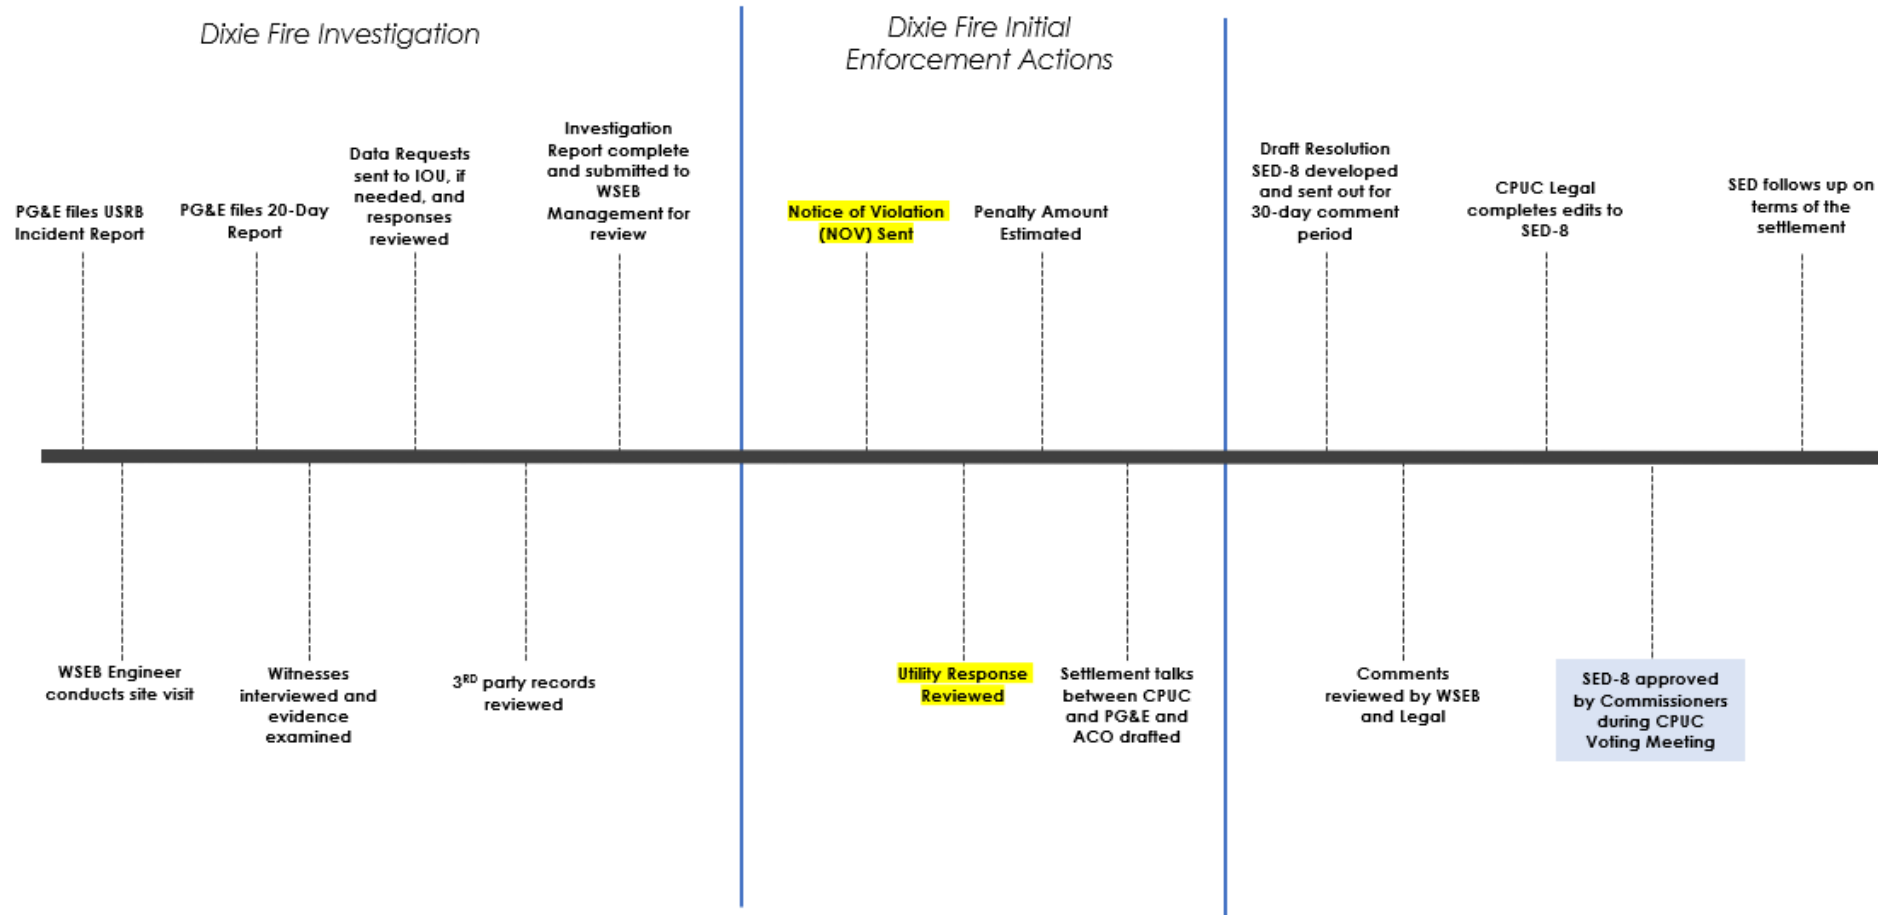 Dixie Fire Investigation
Dixie Fire Initial
Enforcement Actions
PG&E files USRB
Incident Report
PG&E files 20-Day
Report
Data Requests
sent to IOU, if
needed, and
responses
reviewed
Investigation
Report complete
and submitted to
WSEB
Management for
review
Notice of Violation
(NOV) Sent
Penalty Amount
Estimated
Draft Resolution
SED-8 developed
and sent out for
30-day comment
period
CPUC Legal
completes edits to
SED-8
SED follows up on
terms of the
settlement
WSEB Engineer
conducts site visit
Witnesses
interviewed and
evidence
examined
3RD party records
reviewed
Utility Response
Reviewed
Settlement talks
between CPUC
and PG&E and
ACO drafted
Comments
reviewed by WSEB
and Legal
SED-8 approved
by Commissioners
during CPUC
Voting Meeting